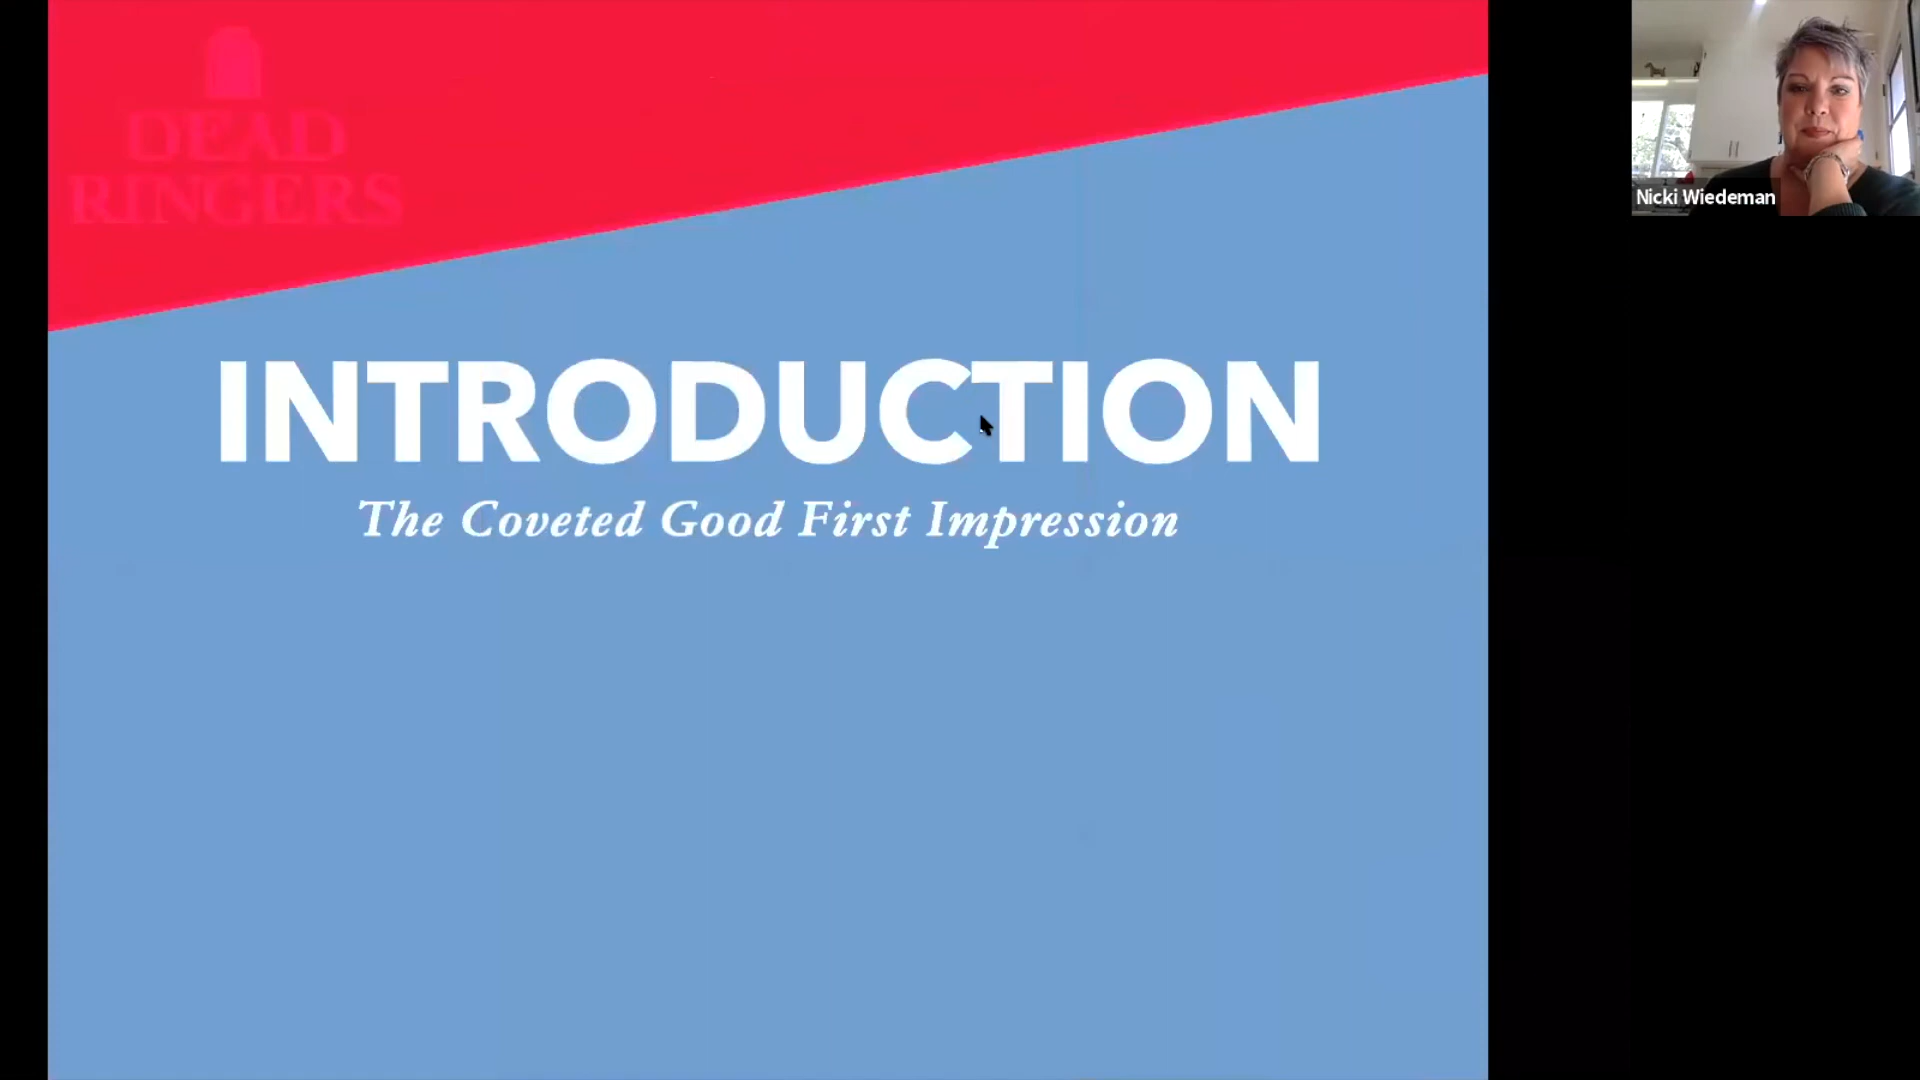 DEAD
RINGERS
INTRODUCTION
The Coveted Good First Impression
Nicki Wiedeman